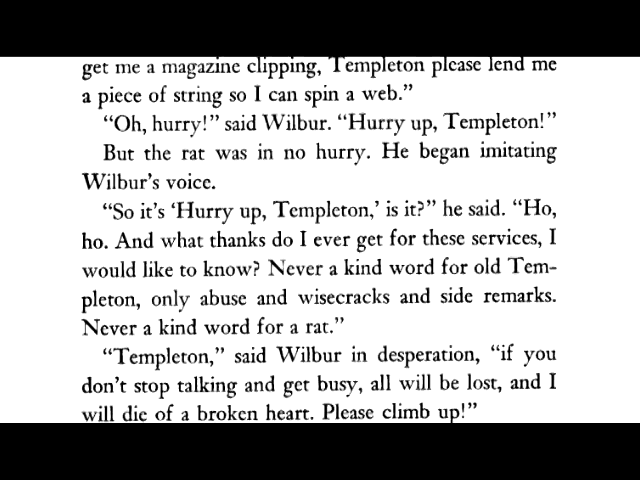 get me a magazine clipping, Templeton please lend me
a piece of string so I can spin a web.”
“Oh, hurry!” said Wilbur. “Hurry up, Templeton!”
But the rat was in no hurry. He began imitating
Wilbur’s voice.
“So it’s ‘Hurry up, Templeton,’ is it?” he said. “Ho,
ho. And what thanks do I ever get for these services, I
would like to know? Never a kind word for old Tem-
pleton, only abuse and wisecracks and side remarks.
Never a kind word for a rat.”
“Templeton,” said Wilbur in desperation, “if you
don’t stop talking and get busy, all will be lost, and I
will die of a broken heart. Please climb up!”